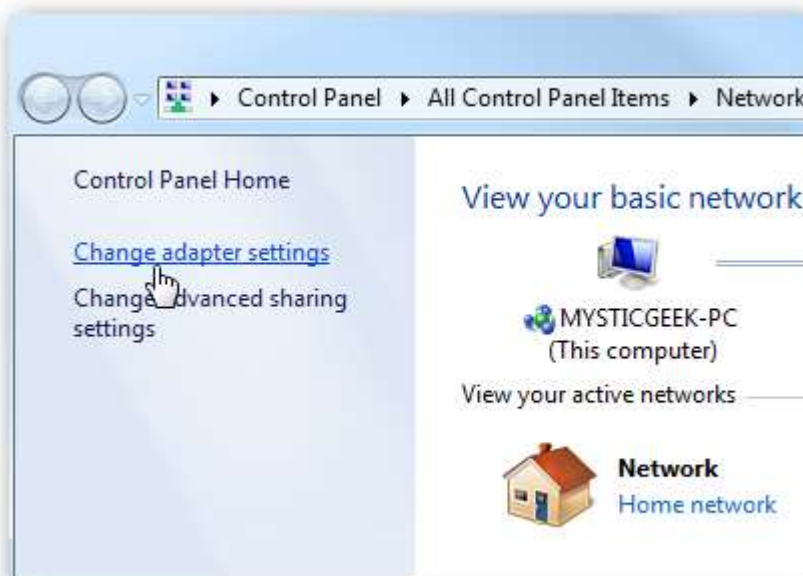 Control Panel ▸ All Control Panel Items ▸ Network
Control Panel Home
Change adapter settings
Change advanced sharing
settings
View your basic network
MYSTICGEEK-PC
(This computer)
View your active networks
Network
Home network